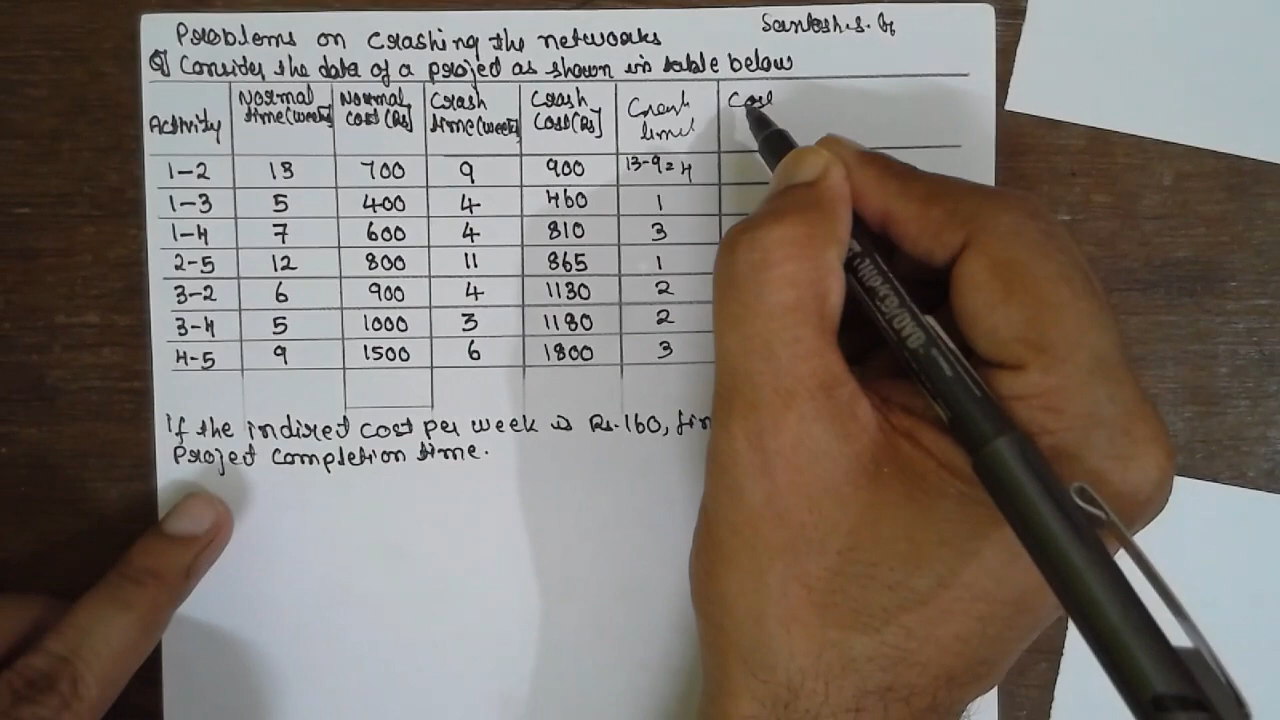 Santosh.S.
Problems on crashing the networks
Q) Consider the data of a project as shown in table below
Activity Normal time(weeks) Normal cost (Rs) Crash time(week) Crash Cost(Rs) Crash limit Cost
1-2 13 700 9 900 13-9=4
1-3 5 400 4 460 1
1-4 7 600 4 810 3
2-5 12 800 11 865 1
3-2 6 900 4 1130 2
3-4 5 1000 3 1180 2
4-5 9 1500 6 1800 3
If the indirect cost per week is Rs.160,
Project completion time.